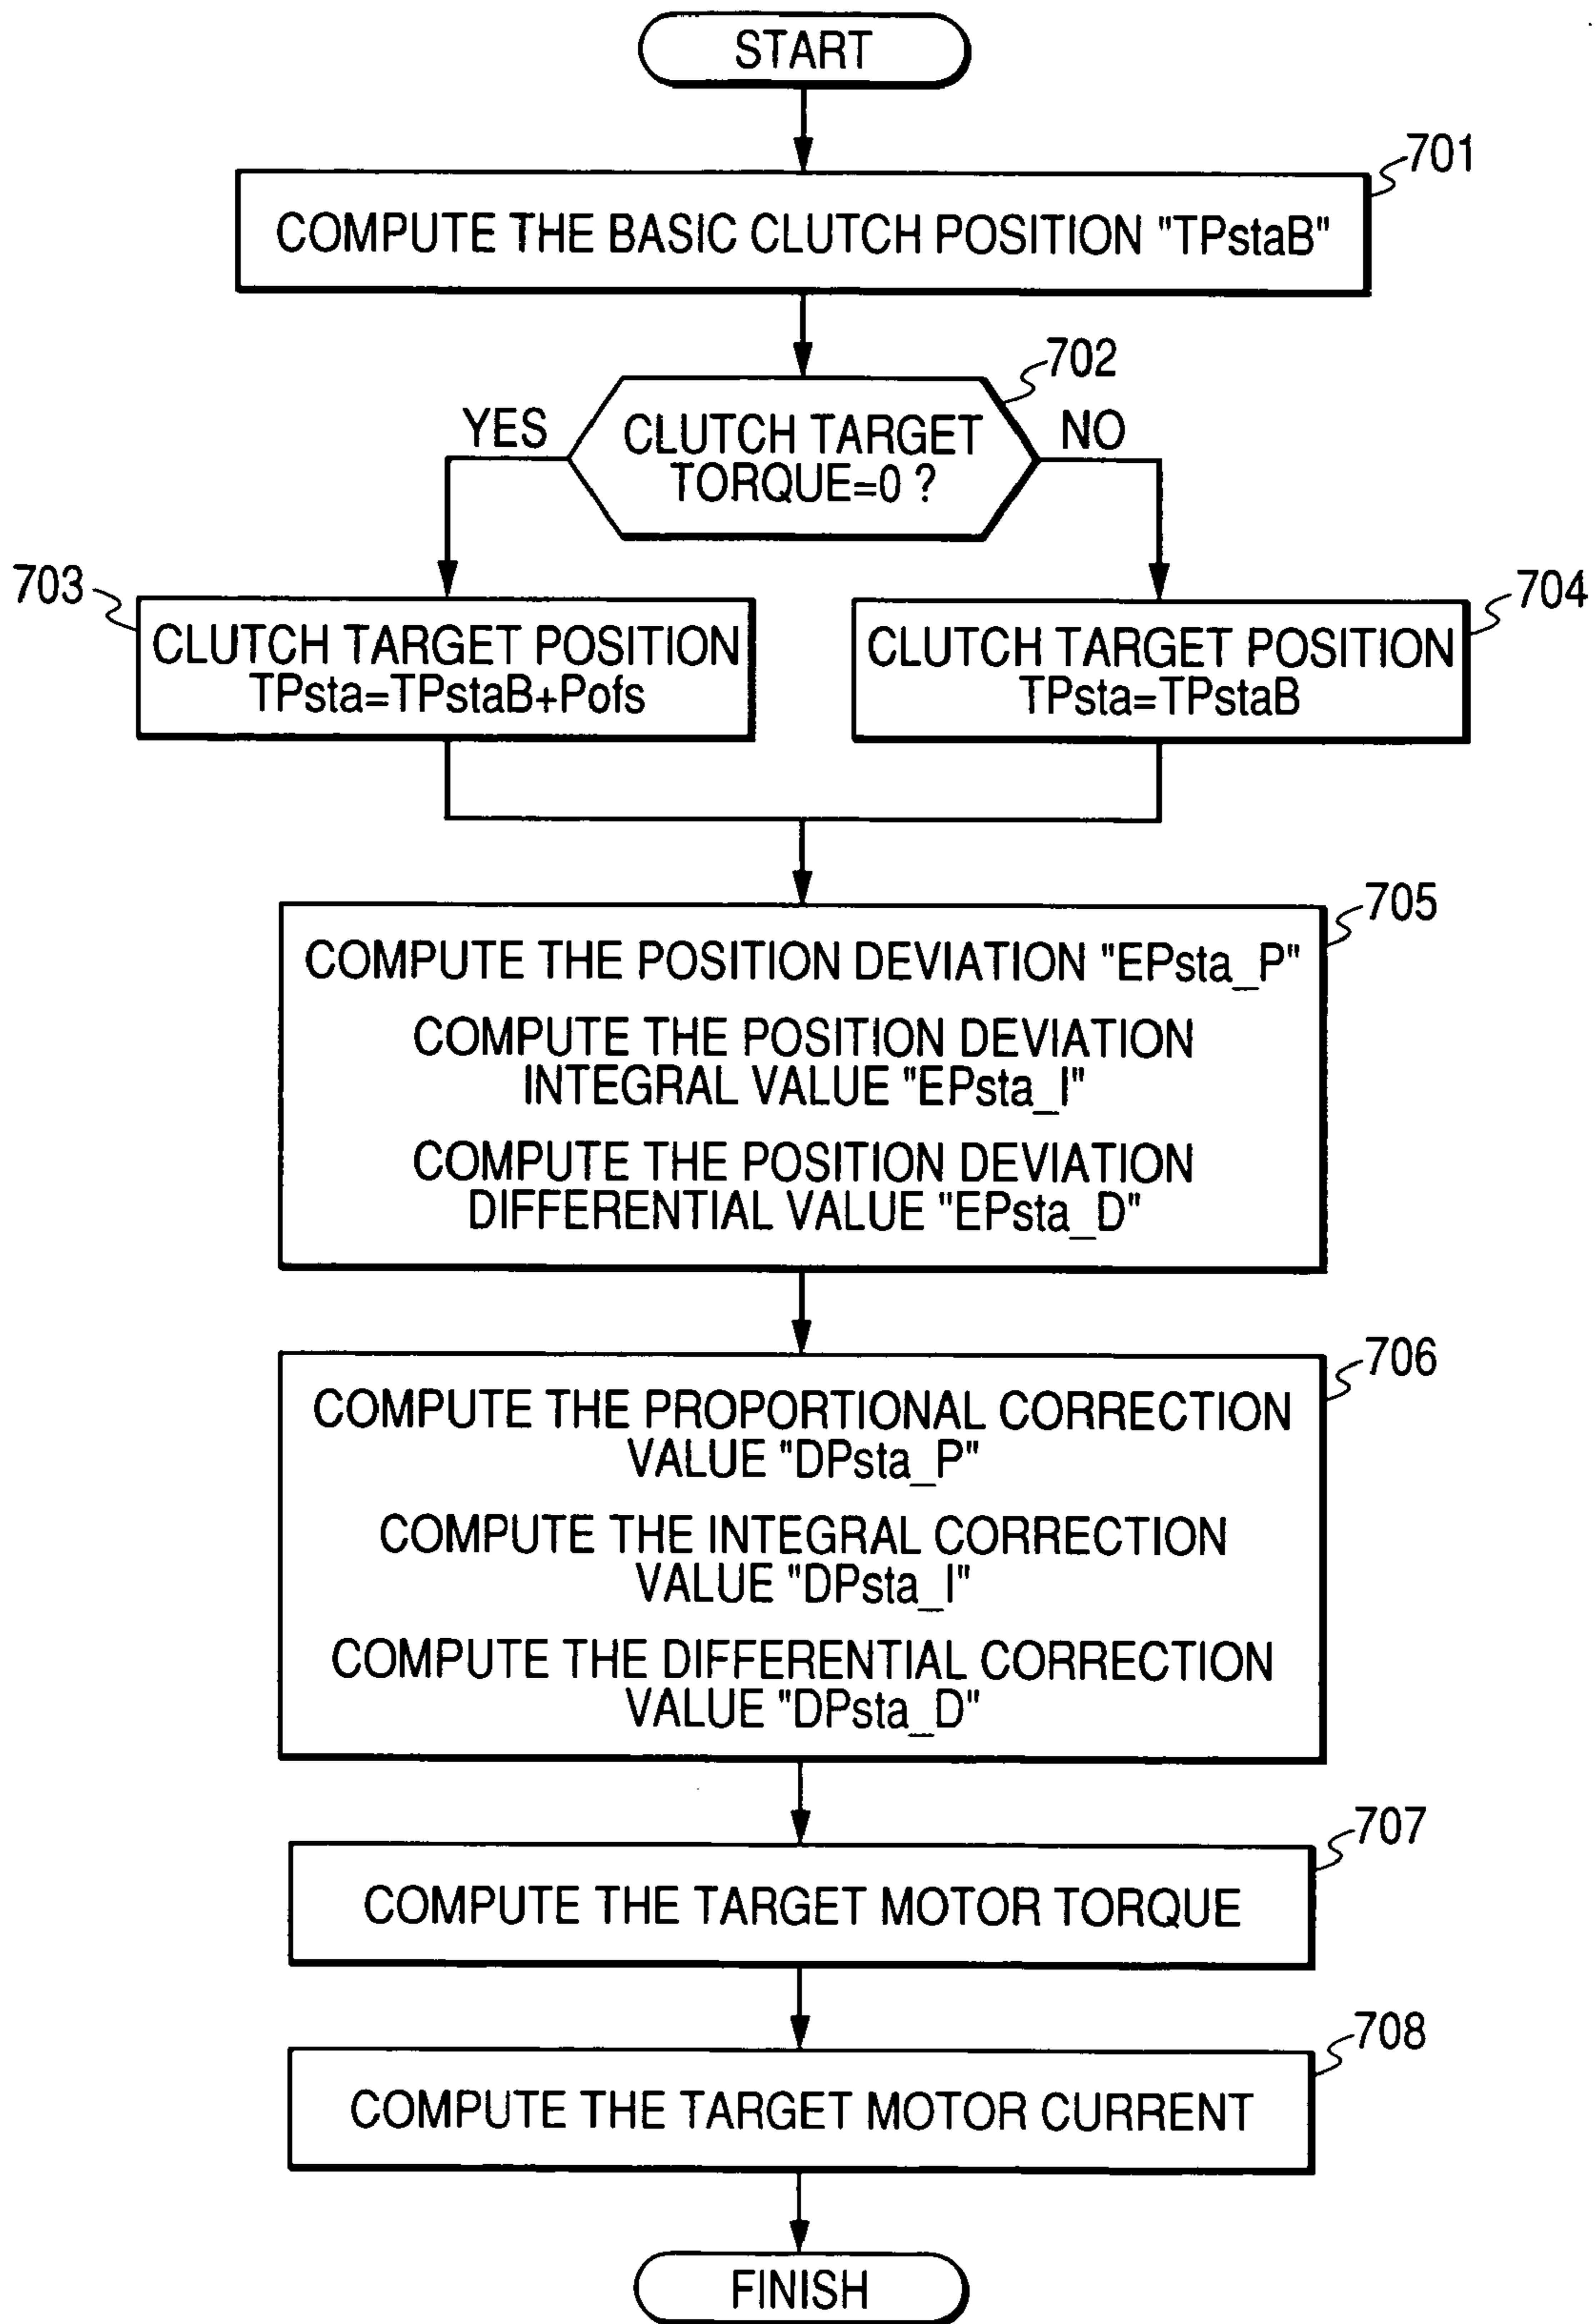 START
701
COMPUTE THE BASIC CLUTCH POSITION "TPstaB"
702
YES
CLUTCH TARGET
TORQUE=0 ?
NO
703
CLUTCH TARGET POSITION
TPsta=TPstaB+Pofs
704
CLUTCH TARGET POSITION
TPsta=TPstaB
705
COMPUTE THE POSITION DEVIATION "EPsta_P"
COMPUTE THE POSITION DEVIATION
INTEGRAL VALUE "EPsta_I"
COMPUTE THE POSITION DEVIATION
DIFFERENTIAL VALUE "EPsta_D"
706
COMPUTE THE PROPORTIONAL CORRECTION
VALUE "DPsta_P"
COMPUTE THE INTEGRAL CORRECTION
VALUE "DPsta_I"
COMPUTE THE DIFFERENTIAL CORRECTION
VALUE "DPsta_D"
707
COMPUTE THE TARGET MOTOR TORQUE
708
COMPUTE THE TARGET MOTOR CURRENT
FINISH